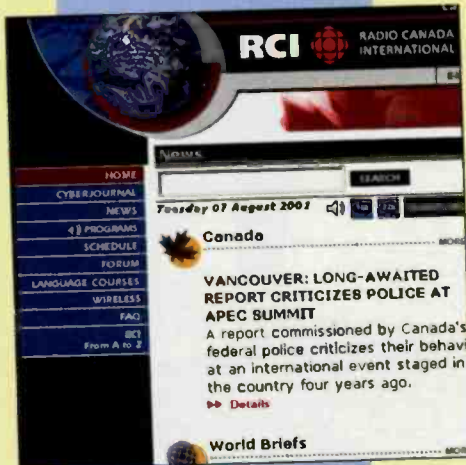 RCI
RADIO CANADA
INTERNATIONAL
News
SEARCH
HOME
CYBERJOURNAL
NEWS
PROGRAMS
SCHEDULE
FORUM
LANGUAGE COURSES
WIRELESS
FAQ
RCI
From A to Z
Tuesday 07 August 2001
Canada
MORE
VANCOUVER: LONG-AWAITED
REPORT CRITICIZES POLICE AT
APEC SUMMIT
A report commissioned by Canada's
federal police criticizes their behavi
at an international event staged in
the country four years ago.
Details
World Briefs
MORE